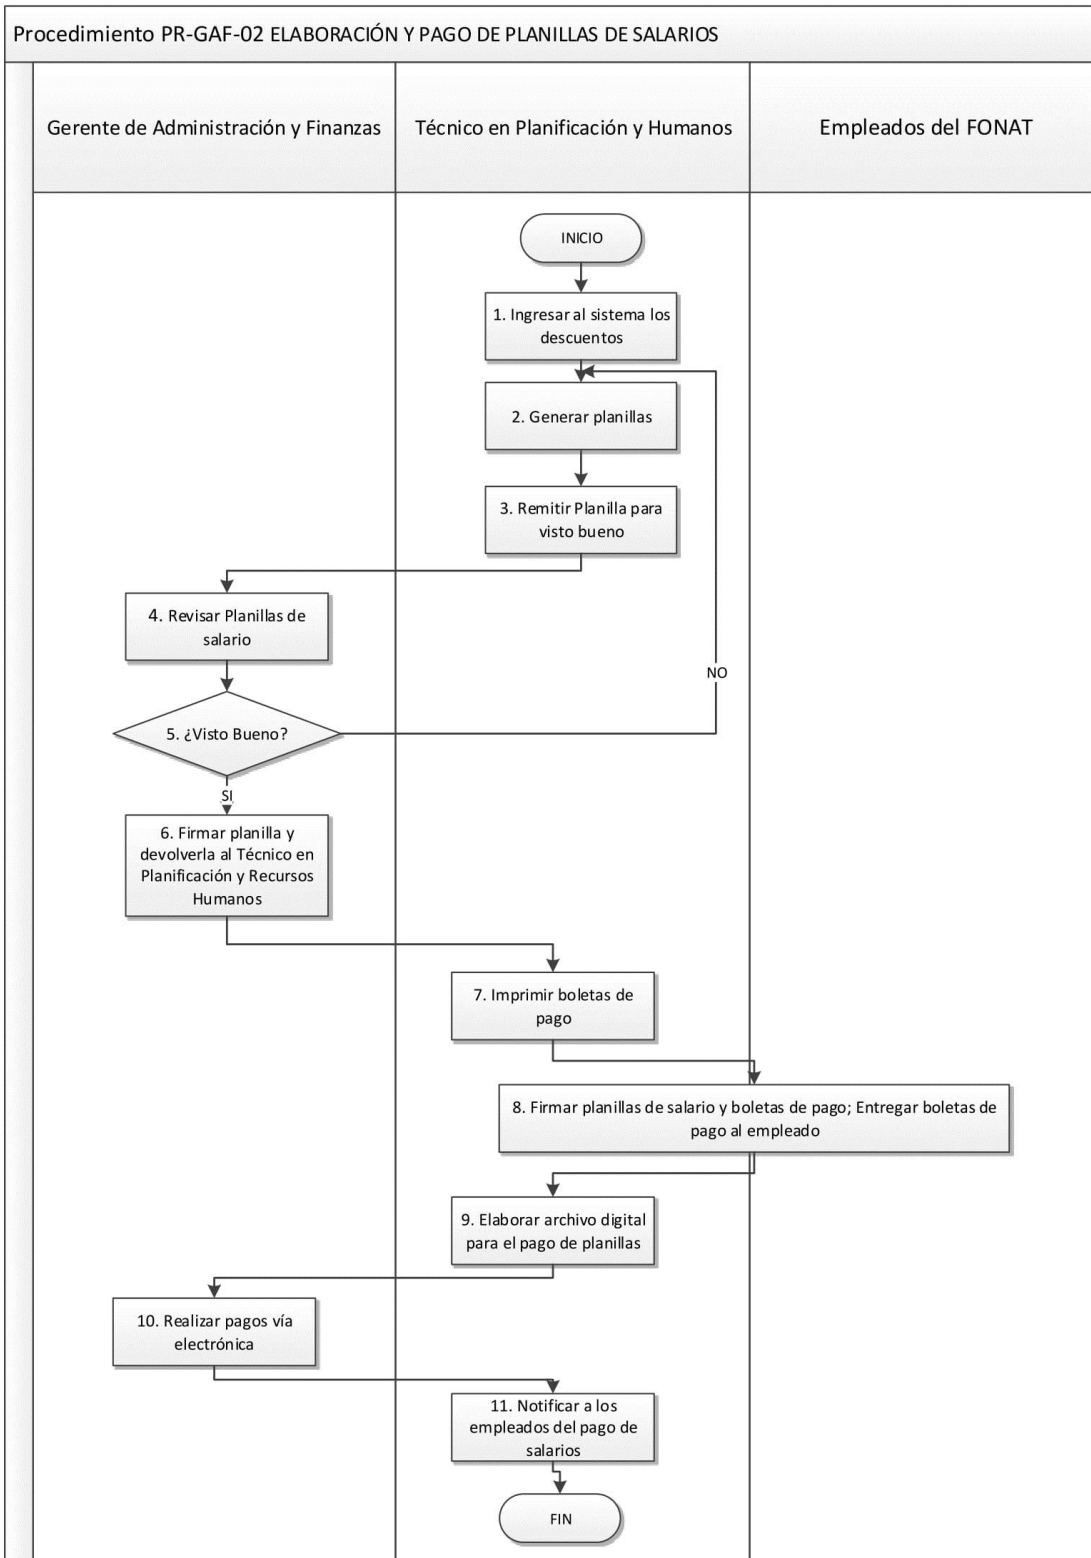 Procedimiento PR-GAF-02 ELABORACIÓN Y PAGO DE PLANILLAS DE SALARIOS
Gerente de Administración y Finanzas
Técnico en Planificación y Humanos
Empleados del FONAT
INICIO
1. Ingresar al sistema los
descuentos
2. Generar planillas
3. Remitir Planilla para
visto bueno
4. Revisar Planillas de
salario
NO
5. ¿Visto Bueno?
SI
6. Firmar planilla y
devolverla al Técnico en
Planificación y Recursos
Humanos
7. Imprimir boletas de
pago
8. Firmar planillas de salario y boletas de pago; Entregar boletas de
pago al empleado
9. Elaborar archivo digital
para el pago de planillas
10. Realizar pagos vía
electrónica
11. Notificar a los
empleados del pago de
salarios
FIN